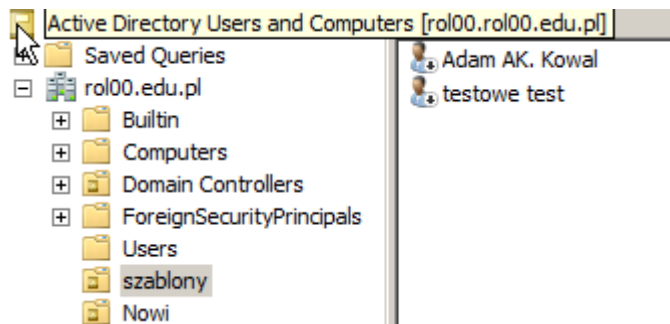 Active Directory Users and Computers [rol00.rol00.edu.pl]
Saved Queries
Adam AK. Kowal
rol00.edu.pl
testowe test
Builtin
Computers
Domain Controllers
ForeignSecurityPrincipals
Users
szablony
Nowi